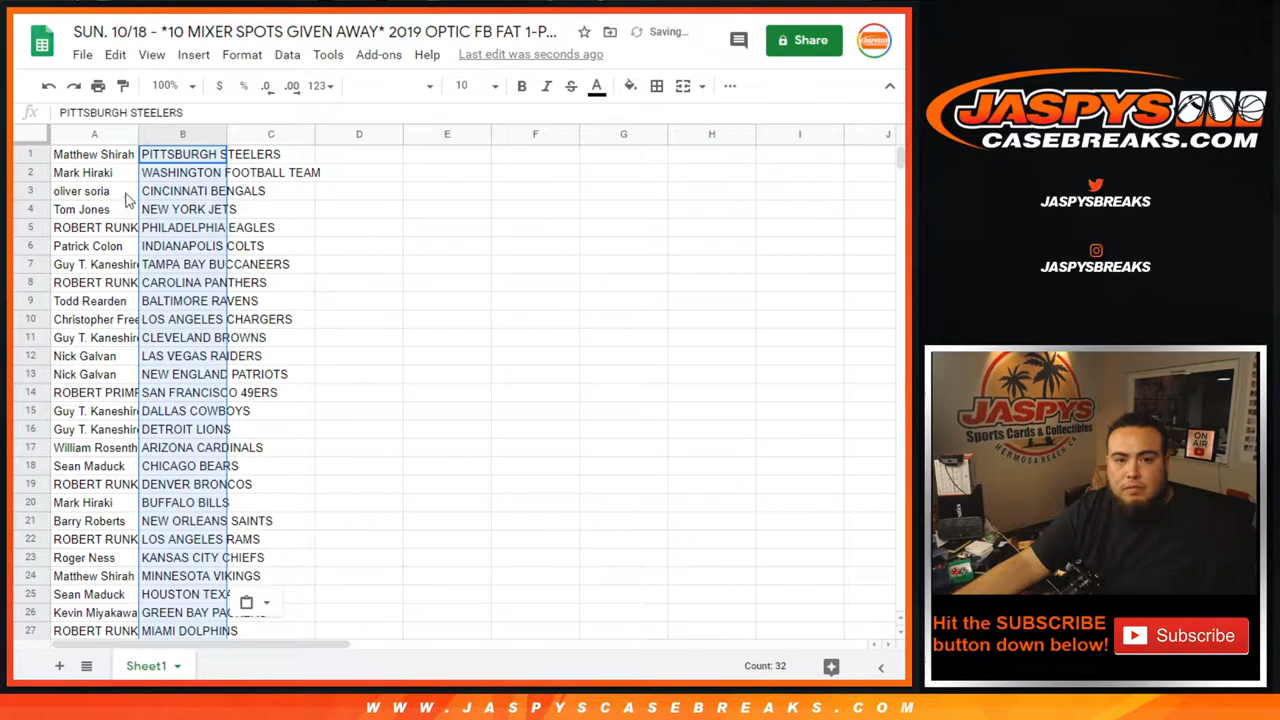 SUN. 10/18 - *10 MIXER SPOTS GIVEN AWAY* 2019 OPTIC FB FAT 1-P... Saving... Share
File Edit View Insert Format Data Tools Add-ons Help Last edit was seconds ago
100% $ % .0 .00 123 10 B I S A
fx PITTSBURGH STEELERS
A B C D E F G H I J
1 Matthew Shirah PITTSBURGH STEELERS
2 Mark Hiraki WASHINGTON FOOTBALL TEAM
3 oliver soria CINCINNATI BENGALS
4 Tom Jones NEW YORK JETS
5 ROBERT RUNK PHILADELPHIA EAGLES
6 Patrick Colon INDIANAPOLIS COLTS
7 Guy T. Kaneshir TAMPA BAY BUCCANEERS
8 ROBERT RUNK CAROLINA PANTHERS
9 Todd Rearden BALTIMORE RAVENS
10 Christopher Free LOS ANGELES CHARGERS
11 Guy T. Kaneshir CLEVELAND BROWNS
12 Nick Galvan LAS VEGAS RAIDERS
13 Nick Galvan NEW ENGLAND PATRIOTS
14 ROBERT PRIMF SAN FRANCISCO 49ERS
15 Guy T. Kaneshir DALLAS COWBOYS
16 Guy T. Kaneshir DETROIT LIONS
17 William Rosenth ARIZONA CARDINALS
18 Sean Maduck CHICAGO BEARS
19 ROBERT RUNK DENVER BRONCOS
20 Mark Hiraki BUFFALO BILLS
21 Barry Roberts NEW ORLEANS SAINTS
22 ROBERT RUNK LOS ANGELES RAMS
23 Roger Ness KANSAS CITY CHIEFS
24 Matthew Shirah MINNESOTA VIKINGS
25 Sean Maduck HOUSTON TEXA
26 Kevin Miyakawa GREEN BAY
27 ROBERT RUNK MIAMI DOLPHINS
Sheet1 Count: 32
JASPYS
CASEBREAKS.COM
JASPYSBREAKS
JASPYSBREAKS
JASPYS
Sports Cards & Collectibles
HERMOSA BEACH CA
ON AIR
Hit the SUBSCRIBE
button down below!
Subscribe
WWW.JASPYSCASEBREAKS.COM